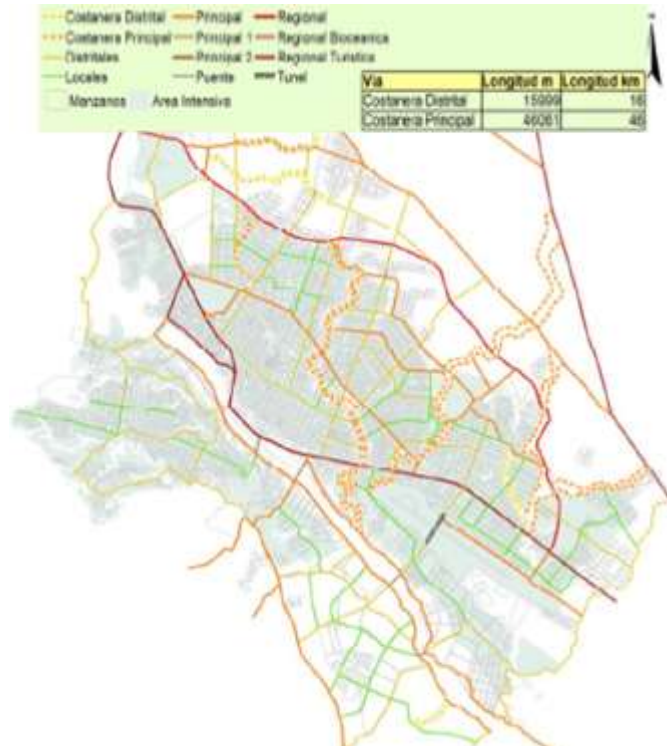 Costanera Distrital Principal Regional
Costanera Principal Principal 1 Regional Bioceanica
Distritales Principal 2 Regional Turistica
Locales Puente Tunel
Manzanos Area Intensiva
Via Longitud m Longitud km
Costanera Distrital 15999 16
Costanera Principal 46061 46